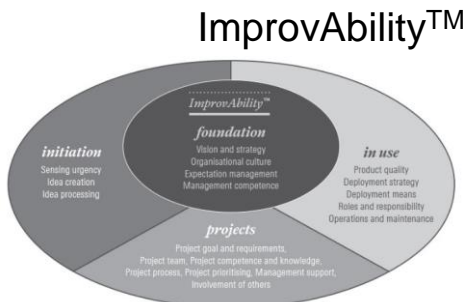 ImprovAbility™
ImprovAbility™
foundation
Vision and strategy
Organisational culture
Expectation management
Management competence
initiation
Sensing urgency
Idea creation
Idea processing
in use
Product quality
Deployment strategy
Deployment means
Roles and responsibility
Operations and maintenance
projects
Project goal and requirements,
Project team, Project competence and knowledge,
Project process, Project prioritising, Management support,
Involvement of others